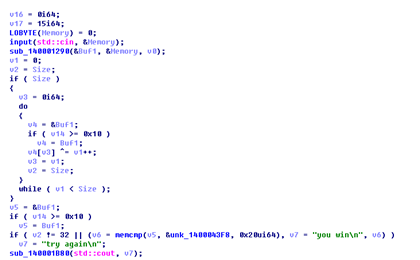 v16 = 0i64;
v17 = 15i64;
LOBYTE(Memory) = 0;
input(std::cin, &Memory);
sub_140001290(&Buf1, &Memory, v0);
v1 = 0;
v2 = Size;
if ( Size )
{
v3 = 0i64;
do
{
v4 = &Buf1;
if ( v14 >= 0x10 )
v4 = Buf1;
v4[v3] ^= v1++;
v3 = v1;
v2 = Size;
}
while ( v1 < Size );
}
v5 = &Buf1;
if ( v14 >= 0x10 )
v5 = Buf1;
if ( v2 != 32 || (v6 = memcmp(v5, &unk_1400043F8, 0x20ui64), v7 = "you win\n", v6) )
v7 = "try again\n";
sub_140001B80(std::cout, v7);